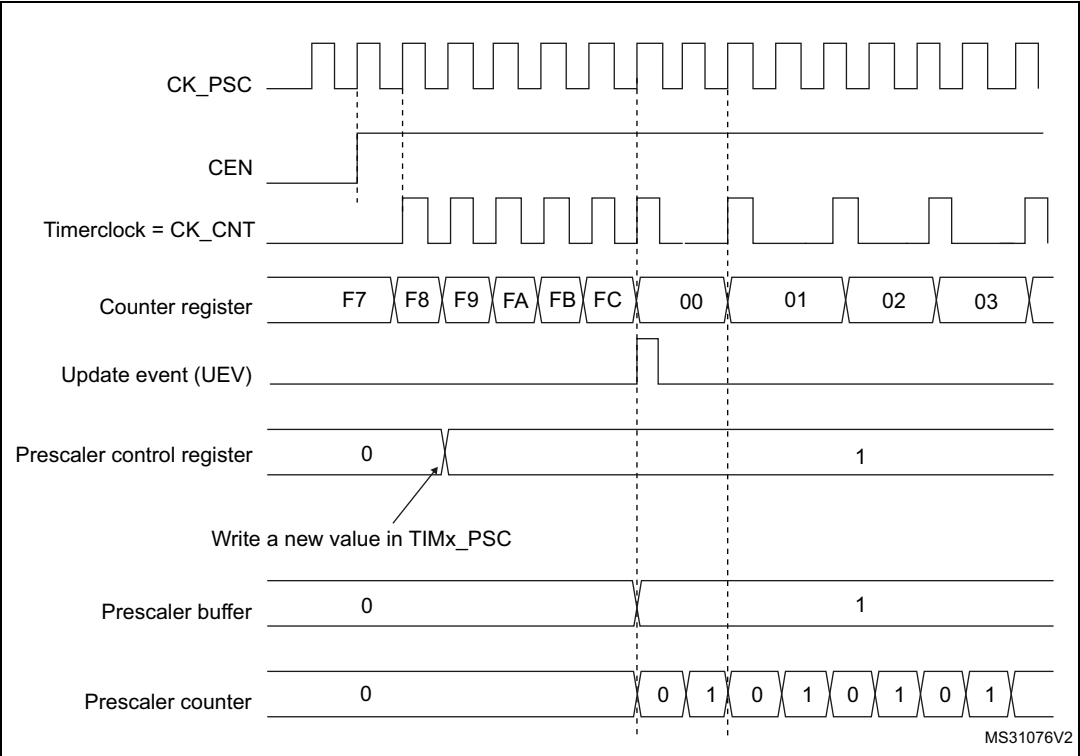 CK_PSC
CEN
Timerclock = CK_CNT
Counter register F7 F8 F9 FA FB FC 00 01 02 03
Update event (UEV)
Prescaler control register 0 1
Write a new value in TIMx_PSC
Prescaler buffer 0 1
Prescaler counter 0 0 1 0 1 0 1 0 1
MS31076V2